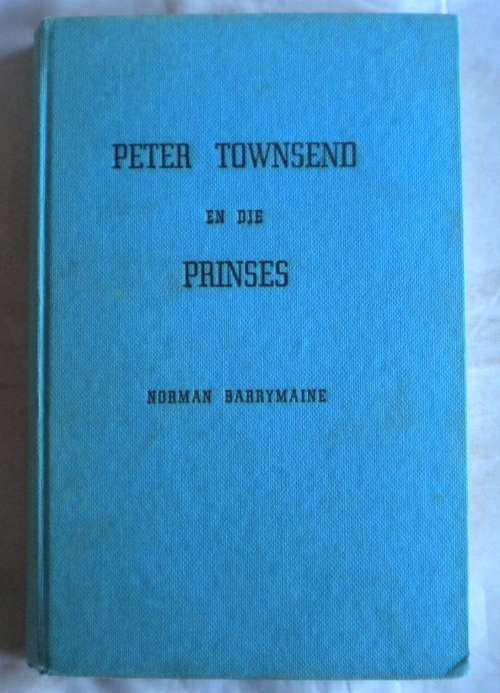 PETER TOWNSEND
EN DIE
PRINSES
NORMAN BARRYMAINE